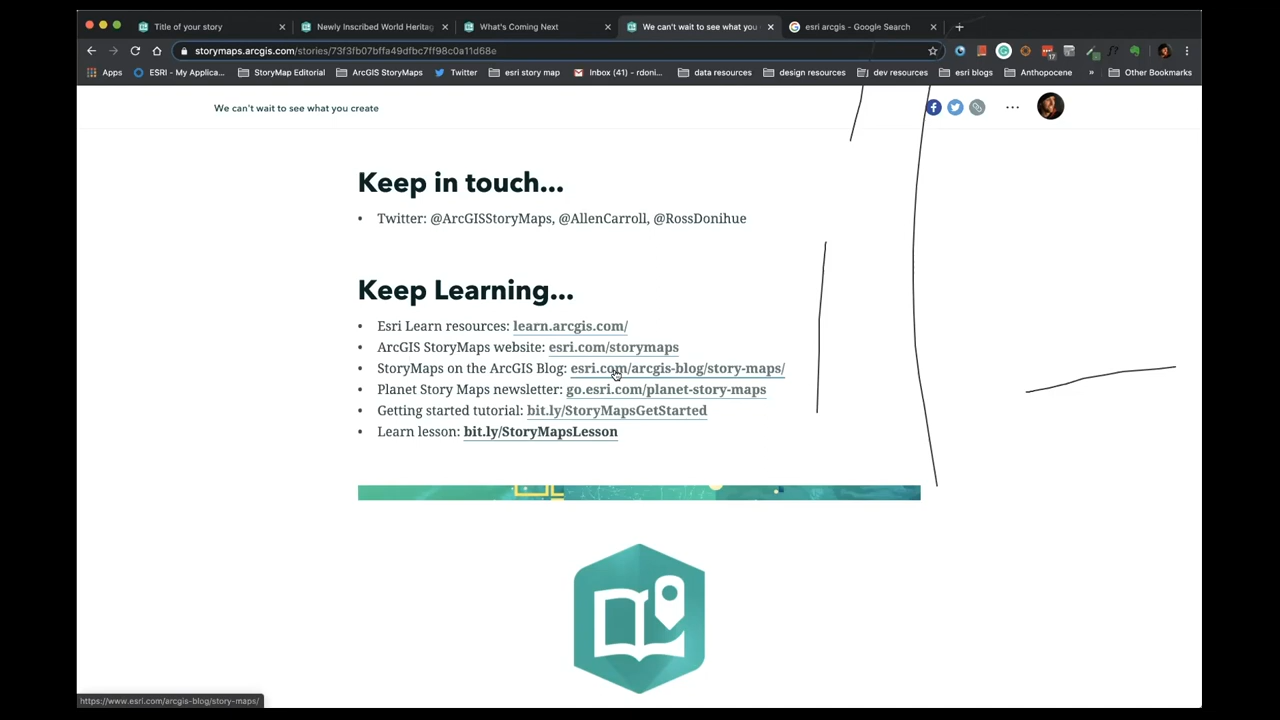 Title of your story
Newly Inscribed World Heritag
What's Coming Next
We can't wait to see what you
esri arcgis - Google Search
storymaps.arcgis.com/stories/73f3fb07bffa49dfbc7ff98c0a11d68e
17
Apps
ESRI - My Applica...
StoryMap Editorial
ArcGIS StoryMaps
Twitter
esri story map
Inbox (41) - rdoni...
data resources
design resources
dev resources
esri blogs
Anthopocene
»
Other Bookmarks
We can't wait to see what you create
Keep in touch...
• Twitter: @ArcGISStoryMaps, @AllenCarroll, @RossDonihue
Keep Learning...
• Esri Learn resources: learn.arcgis.com/
• ArcGIS StoryMaps website: esri.com/storymaps
• StoryMaps on the ArcGIS Blog: esri.com/arcgis-blog/story-maps/
• Planet Story Maps newsletter: go.esri.com/planet-story-maps
• Getting started tutorial: bit.ly/StoryMapsGetStarted
• Learn lesson: bit.ly/StoryMapsLesson
https://www.esri.com/arcgis-blog/story-maps/